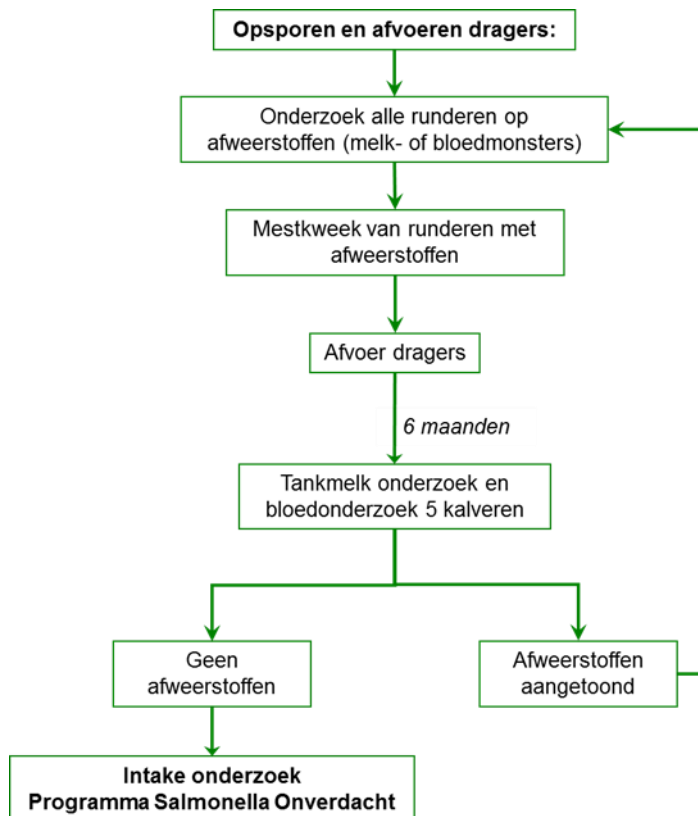 Opsporen en afvoeren dragers:
Onderzoek alle runderen op
afweerstoffen (melk- of bloedmonsters)
Mestkweek van runderen met
afweerstoffen
Afvoer dragers
6 maanden
Tankmelk onderzoek en
bloedonderzoek 5 kalveren
Geen
afweerstoffen
Afweerstoffen
aangetoond
Intake onderzoek
Programma Salmonella Onverdacht